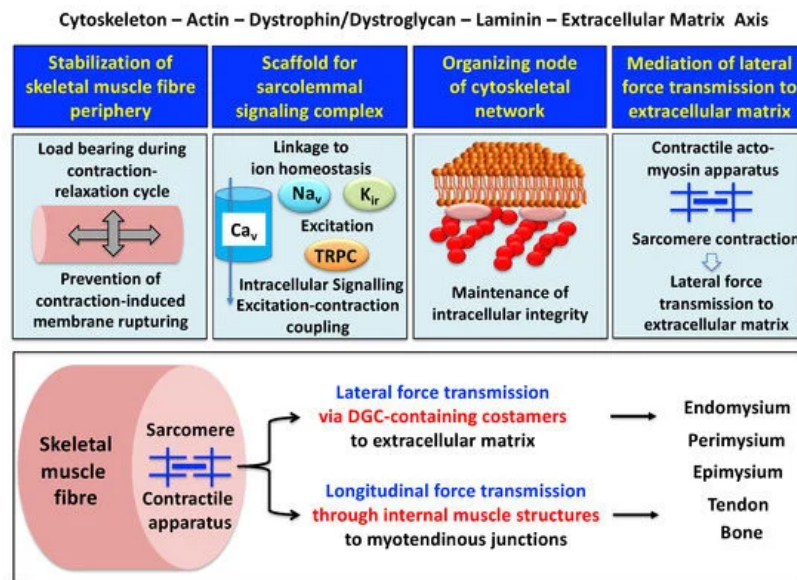 Cytoskeleton – Actin – Dystrophin/Dystroglycan – Laminin – Extracellular Matrix Axis
Stabilization of
skeletal muscle fibre
periphery
Scaffold for
sarcolemmal
signaling complex
Organizing node
of cytoskeletal
network
Mediation of lateral
force transmission to
extracellular matrix
Load bearing during
contraction-
relaxation cycle
Prevention of
contraction-induced
membrane rupturing
Linkage to
ion homeostasis
Nav
Kir
Cav
Excitation
TRPC
Intracellular Signalling
Excitation-contraction
coupling
Maintenance of
intracellular integrity
Contractile acto-
myosin apparatus
Sarcomere contraction
Lateral force
transmission to
extracellular matrix
Skeletal
muscle
fibre
Sarcomere
Contractile
apparatus
Lateral force transmission
via DGC-containing costamers
to extracellular matrix
Longitudinal force transmission
through internal muscle structures
to myotendinous junctions
Endomysium
Perimysium
Epimysium
Tendon
Bone